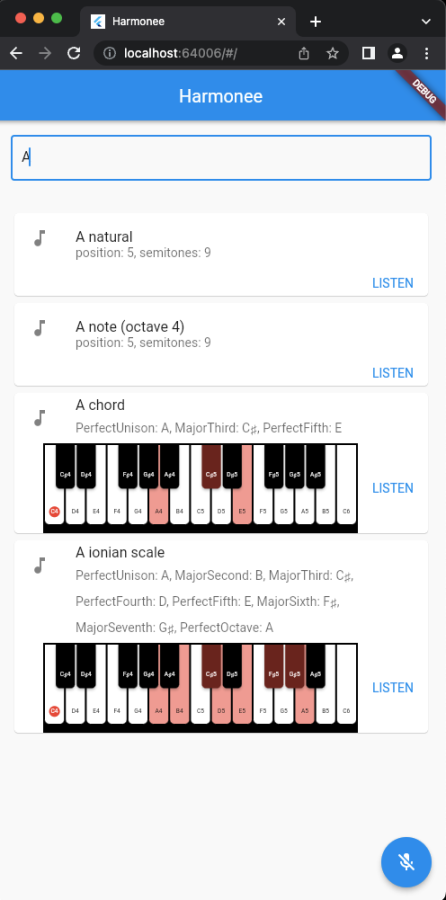 Harmonee
localhost:64006/#/
Harmonee
DEBUG
A
A natural
position: 5, semitones: 9
LISTEN
A note (octave 4)
position: 5, semitones: 9
LISTEN
A chord
PerfectUnison: A, MajorThird: C♯, PerfectFifth: E
C♯4 D♯4 F♯4 G♯4 A♯4 C♯5 D♯5 F♯5 G♯5 A♯5
LISTEN
C4 D4 E4 F4 G4 A4 B4 C5 D5 E5 F5 G5 A5 B5 C6
A ionian scale
PerfectUnison: A, MajorSecond: B, MajorThird: C♯,
PerfectFourth: D, PerfectFifth: E, MajorSixth: F♯,
MajorSeventh: G♯, PerfectOctave: A
C♯4 D♯4 F♯4 G♯4 A♯4 C♯5 D♯5 F♯5 G♯5 A♯5
LISTEN
C4 D4 E4 F4 G4 A4 B4 C5 D5 E5 F5 G5 A5 B5 C6